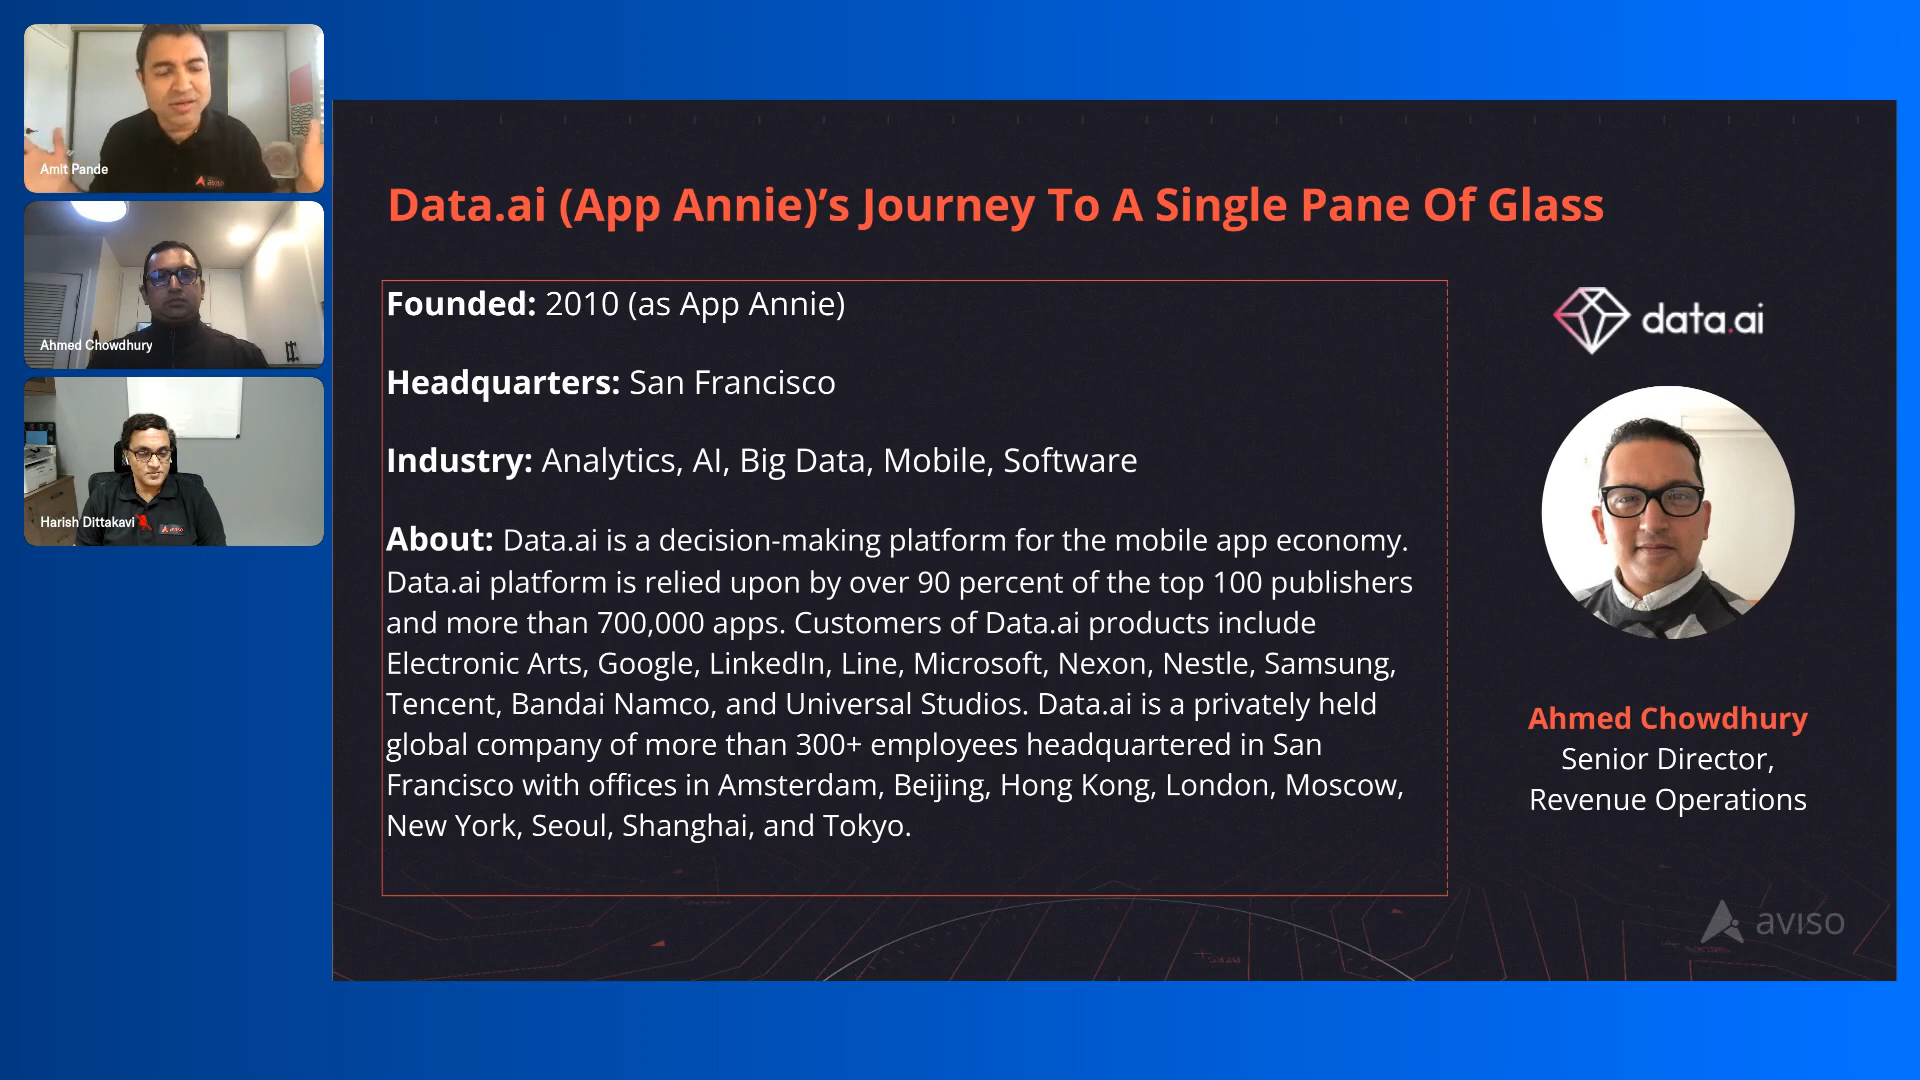 Amit Pande
aviso
Ahmed Chowdhury
Harish Dittakavi
aviso
Data.ai (App Annie)’s Journey To A Single Pane Of Glass
Founded: 2010 (as App Annie)
Headquarters: San Francisco
Industry: Analytics, AI, Big Data, Mobile, Software
About: Data.ai is a decision-making platform for the mobile app economy.
Data.ai platform is relied upon by over 90 percent of the top 100 publishers
and more than 700,000 apps. Customers of Data.ai products include
Electronic Arts, Google, LinkedIn, Line, Microsoft, Nexon, Nestle, Samsung,
Tencent, Bandai Namco, and Universal Studios. Data.ai is a privately held
global company of more than 300+ employees headquartered in San
Francisco with offices in Amsterdam, Beijing, Hong Kong, London, Moscow,
New York, Seoul, Shanghai, and Tokyo.
data.ai
Ahmed Chowdhury
Senior Director,
Revenue Operations
aviso